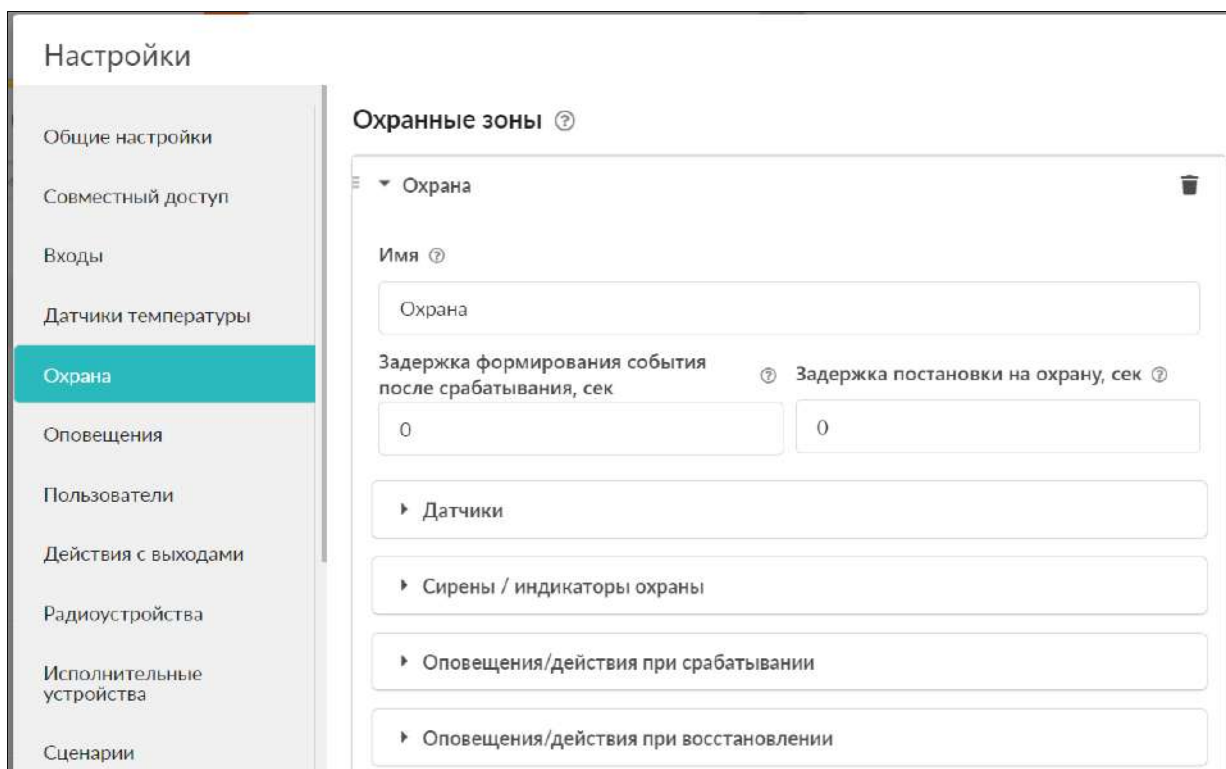 Настройки
Общие настройки
Совместный доступ
Входы
Датчики температуры
Охрана
Оповещения
Пользователи
Действия с выходами
Радиоустройства
Исполнительные
устройства
Сценарии
Охранные зоны ?
Охрана
Имя ?
Охрана
Задержка формирования события
после срабатывания, сек ?
0
Задержка постановки на охрану, сек ?
0
Датчики
Сирены / индикаторы охраны
Оповещения/действия при срабатывании
Оповещения/действия при восстановлении